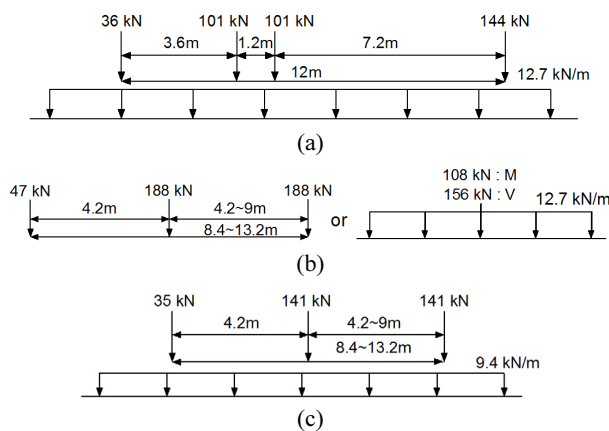 36 kN 101 kN 101 kN 144 kN
3.6m 1.2m 7.2m
12m 12.7 kN/m
(a)
47 kN 188 kN 188 kN 108 kN : M
4.2m 4.2~9m or 156 kN : V 12.7 kN/m
8.4~13.2m
(b)
35 kN 141 kN 141 kN
4.2m 4.2~9m
8.4~13.2m
9.4 kN/m
(c)